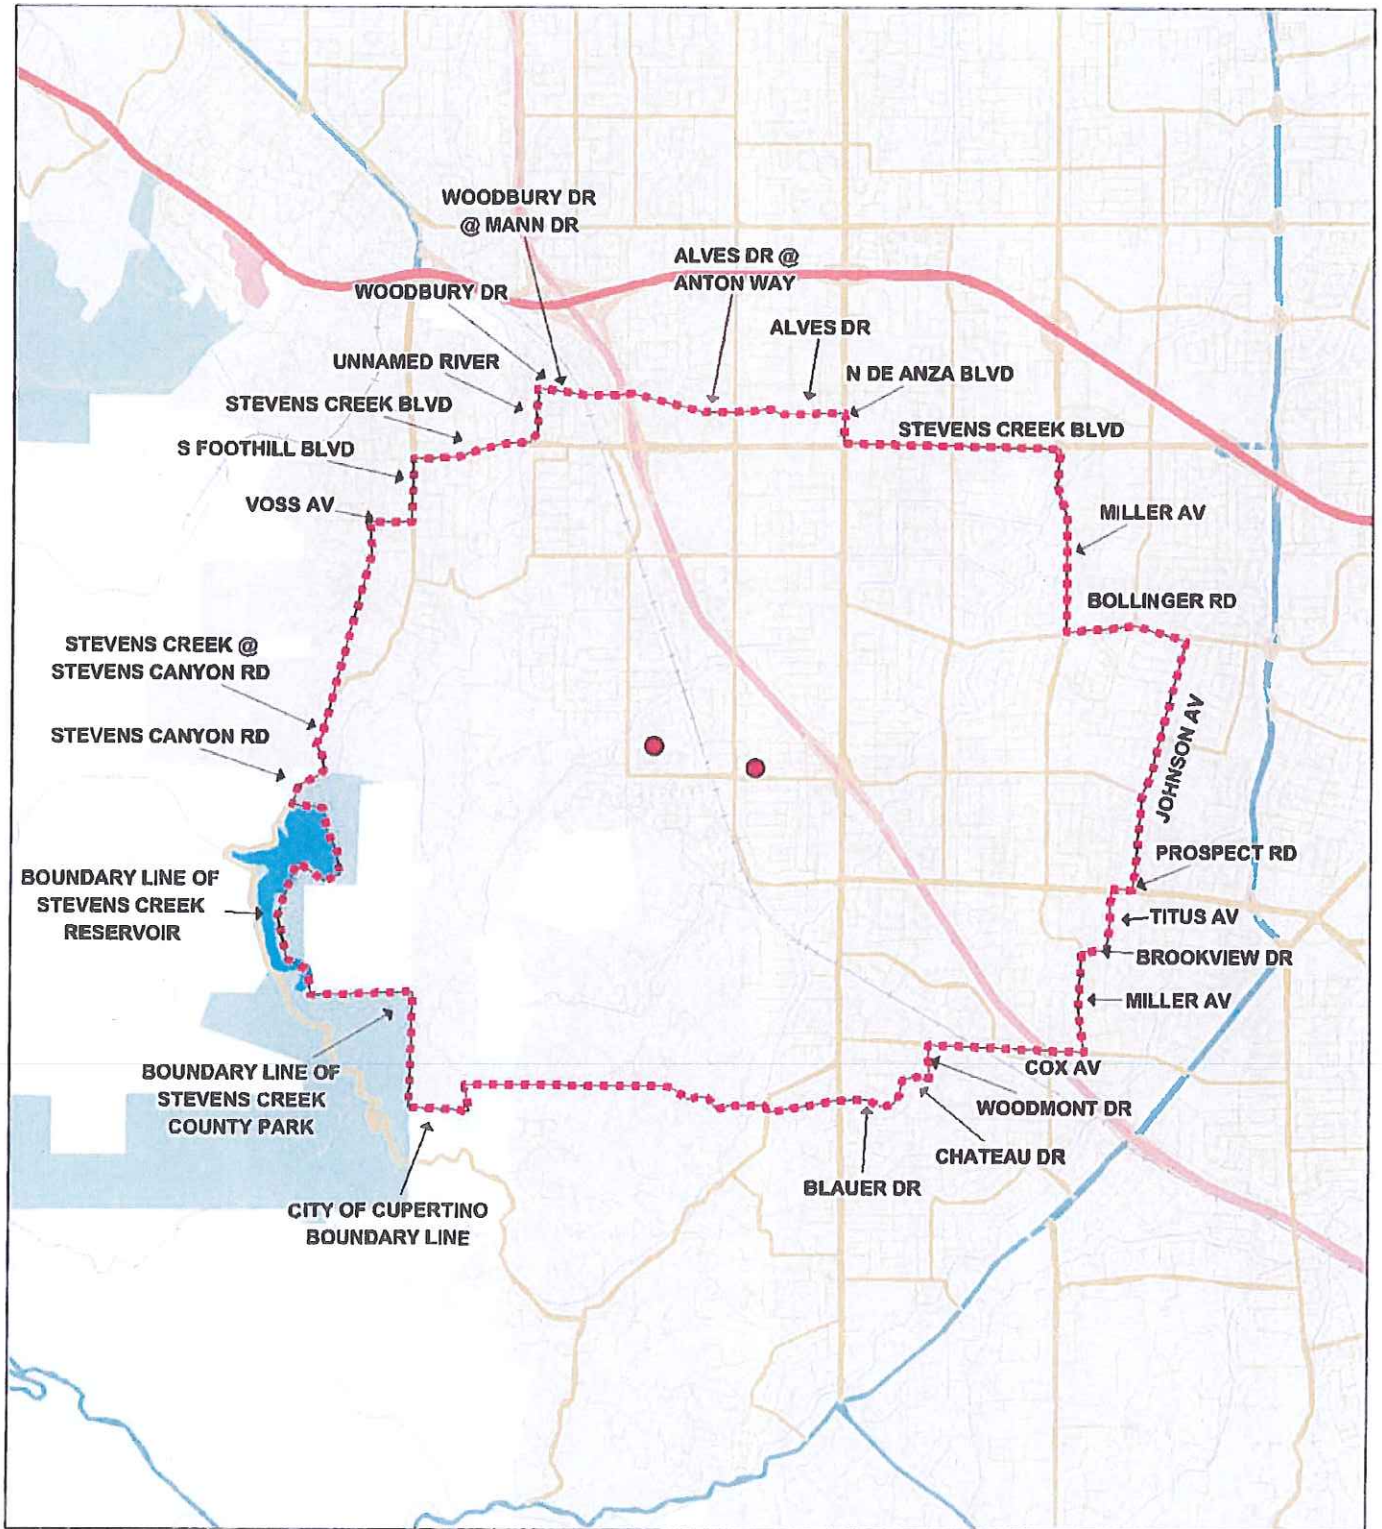 WOODBURY DR
@ MANN DR
ALVES DR @
ANTON WAY
WOODBURY DR
ALVES DR
UNNAMED RIVER
N DE ANZA BLVD
STEVENS CREEK BLVD
STEVENS CREEK BLVD
S FOOTHILL BLVD
VOSS AV
MILLER AV
BOLLINGER RD
STEVENS CREEK @
STEVENS CANYON RD
STEVENS CANYON RD
JOHNSON AV
PROSPECT RD
BOUNDARY LINE OF
STEVENS CREEK
RESERVOIR
TITUS AV
BROOKVIEW DR
MILLER AV
COX AV
BOUNDARY LINE OF
STEVENS CREEK
COUNTY PARK
WOODMONT DR
CHATEAU DR
BLAUER DR
CITY OF CUPERTINO
BOUNDARY LINE